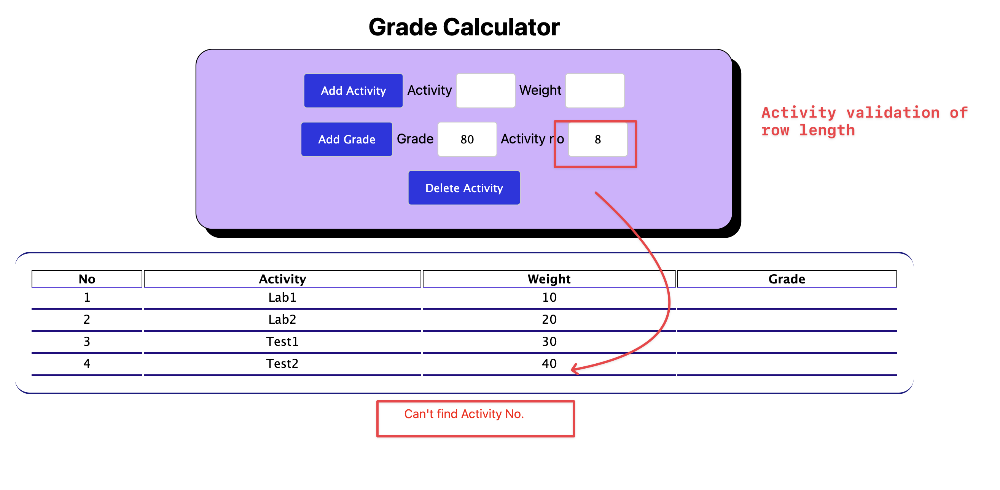 Grade Calculator
Add Activity Activity Weight
Activity validation of
row length
Add Grade Grade 80 Activity no 8
Delete Activity
No Activity Weight Grade
1 Lab1 10
2 Lab2 20
3 Test1 30
4 Test2 40
Can't find Activity No.